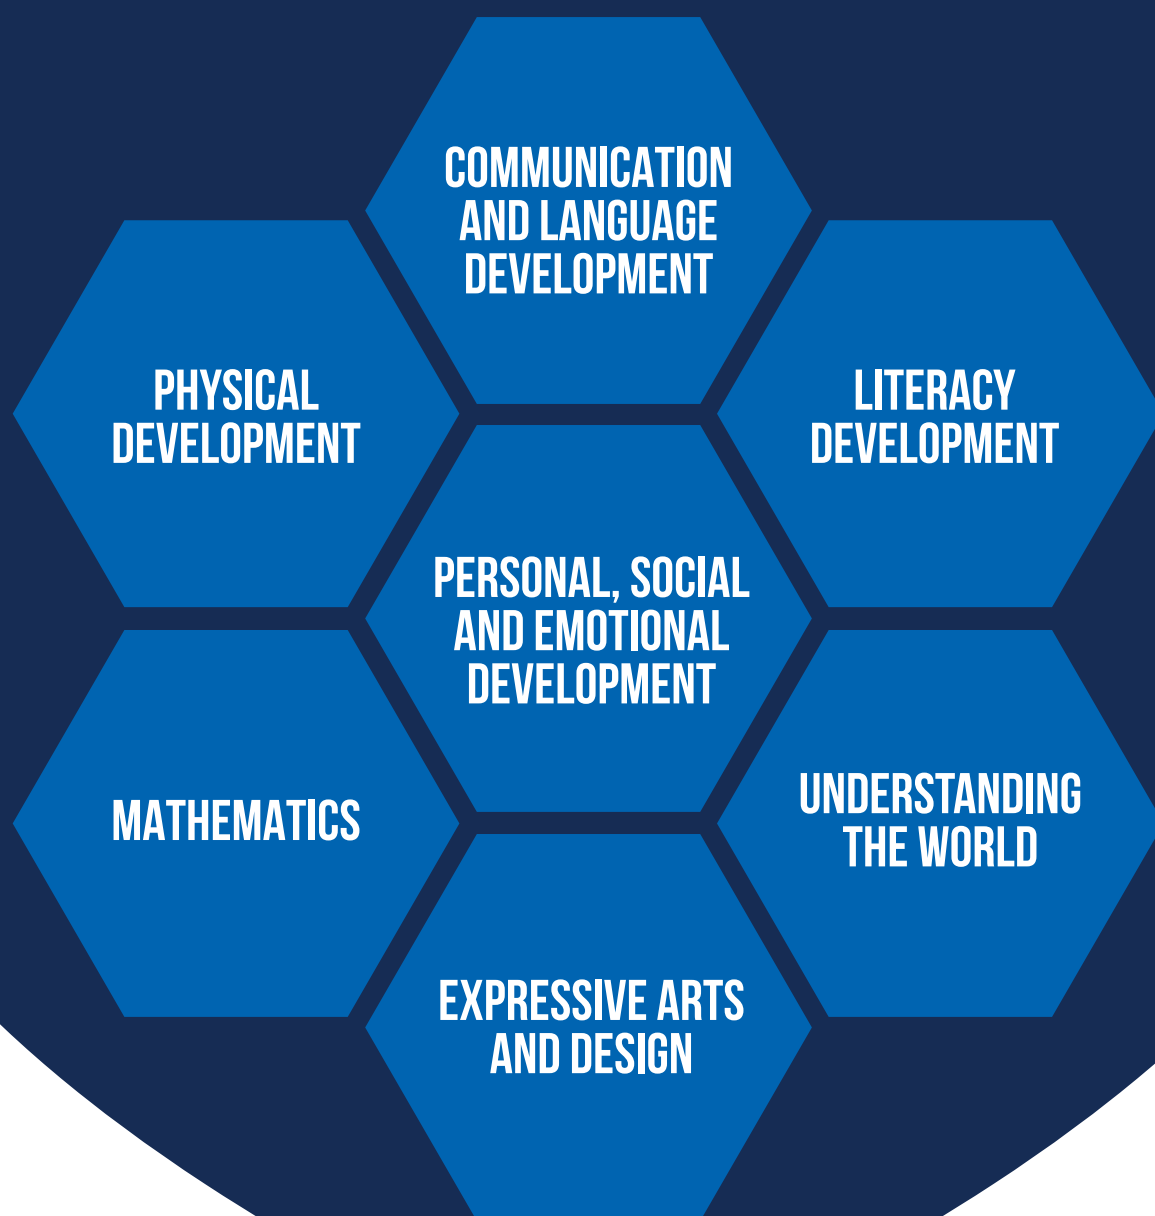 COMMUNICATION
AND LANGUAGE
DEVELOPMENT
PHYSICAL
DEVELOPMENT
LITERACY
DEVELOPMENT
PERSONAL, SOCIAL
AND EMOTIONAL
DEVELOPMENT
MATHEMATICS
UNDERSTANDING
THE WORLD
EXPRESSIVE ARTS
AND DESIGN